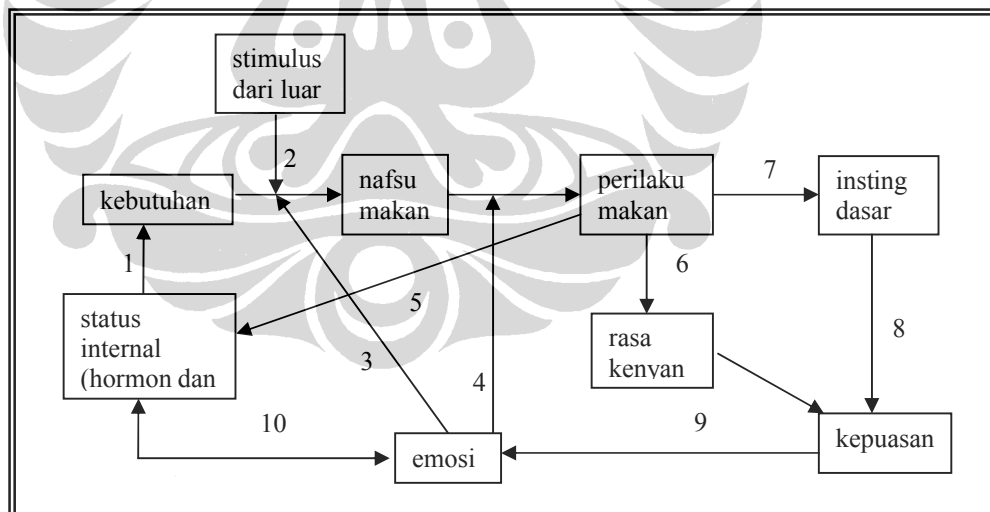 stimulus
dari luar
2
7
kebutuhan
nafsu
makan
perilaku
makan
insting
dasar
1
6
5
status
internal
(hormon dan
3
4
rasa
kenyan
8
10
9
emosi
kepuasan